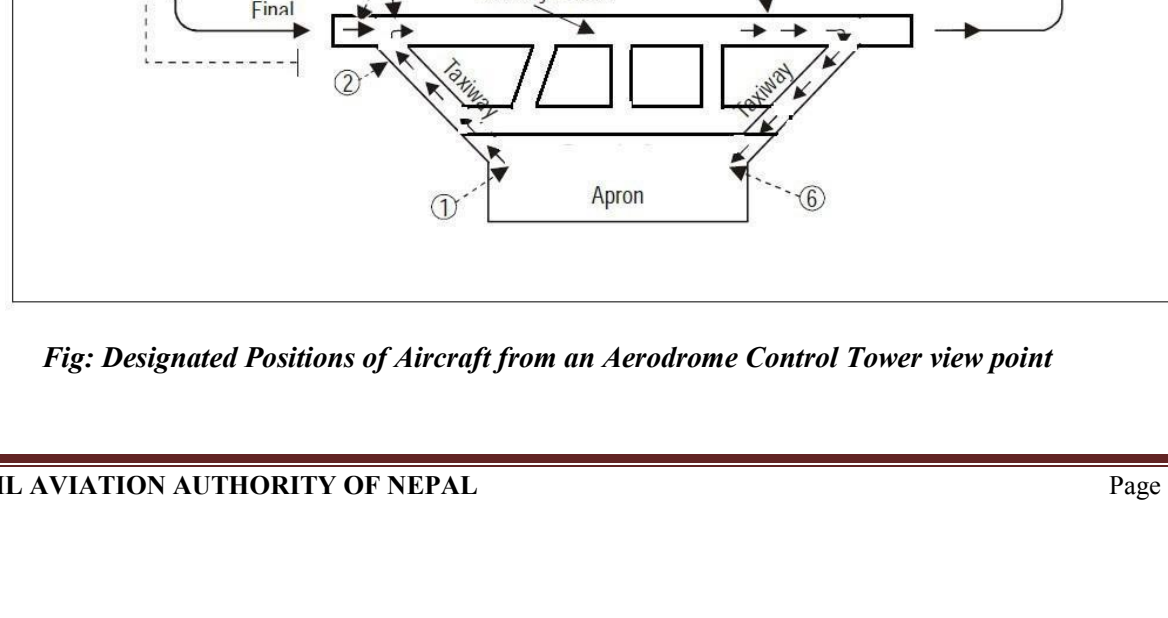 Final
Taxiway
Taxiway
②
①
Apron
⑥
Fig: Designated Positions of Aircraft from an Aerodrome Control Tower view point
IL AVIATION AUTHORITY OF NEPAL Page